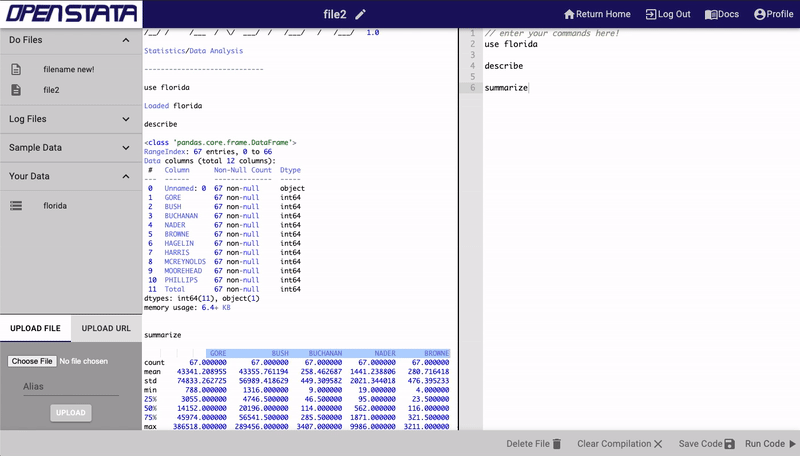 OPENSTATA
file2
Return Home
Log Out
Docs
Profile
Do Files
filename new!
file2
Log Files
Sample Data
Your Data
florida
UPLOAD FILE
UPLOAD URL
Choose File No file chosen
Alias
UPLOAD
/__/ / /___ / \/ ___/ / /___/ / /___/ 1.0
Statistics/Data Analysis
---------------------------
use florida
Loaded florida
describe
<class 'pandas.core.frame.DataFrame'>
RangeIndex: 67 entries, 0 to 66
Data columns (total 12 columns):
# Column Non-Null Count Dtype
--- ------ -------------- -----
0 Unnamed: 0 67 non-null object
1 GORE 67 non-null int64
2 BUSH 67 non-null int64
3 BUCHANAN 67 non-null int64
4 NADER 67 non-null int64
5 BROWNE 67 non-null int64
6 HAGELIN 67 non-null int64
7 HARRIS 67 non-null int64
8 MCREYNOLDS 67 non-null int64
9 MOOREHEAD 67 non-null int64
10 PHILLIPS 67 non-null int64
11 Total 67 non-null int64
dtypes: int64(11), object(1)
memory usage: 6.4+ KB
summarize
GORE BUSH BUCHANAN NADER BROWNE
count 67.000000 67.000000 67.000000 67.000000 67.000000
mean 43341.208955 43355.761194 258.462687 1441.238806 280.716418
std 74833.262725 56989.418629 449.309582 2021.344018 476.395233
min 788.000000 1316.000000 9.000000 19.000000 4.000000
25% 3055.000000 4746.500000 46.500000 95.000000 23.500000
50% 14152.000000 20196.000000 114.000000 562.000000 116.000000
75% 45974.000000 56541.500000 285.500000 1871.500000 321.500000
max 386518.000000 289456.000000 3407.000000 9986.000000 3211.000000
1 // enter your commands here!
2 use florida
3
4 describe
5
6 summarize
Delete File
Clear Compilation
Save Code
Run Code